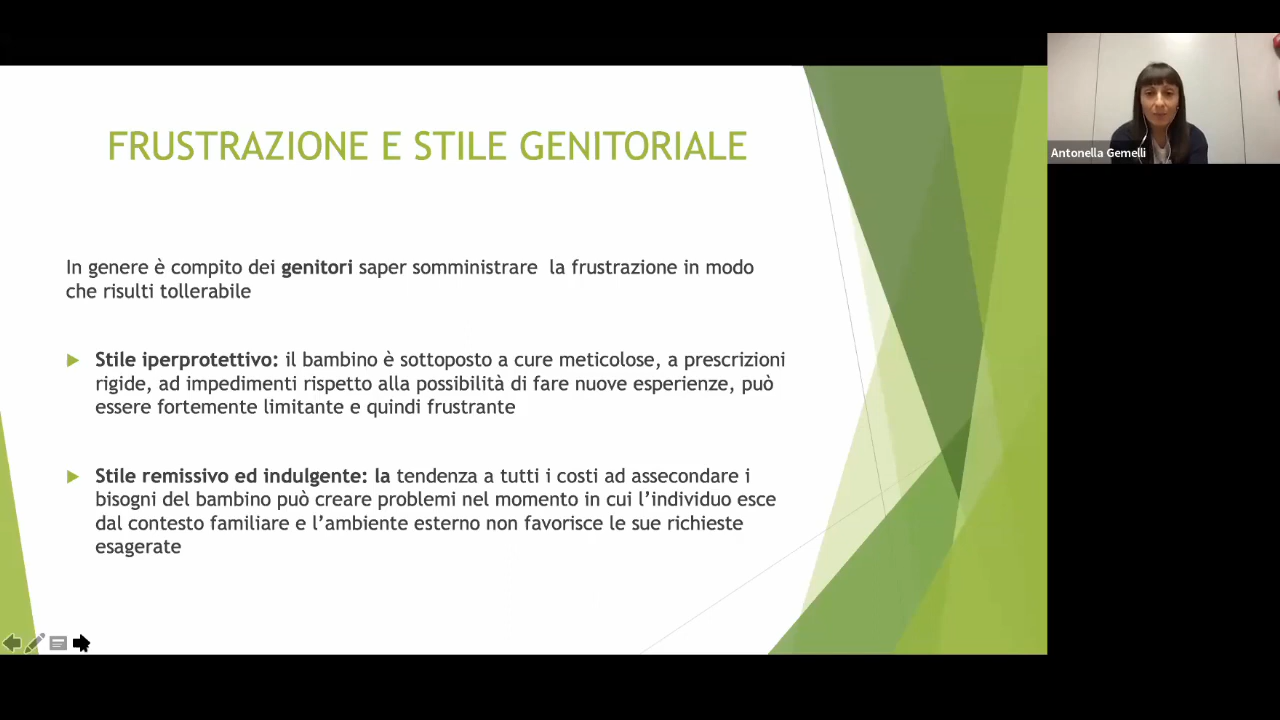 FRUSTRAZIONE E STILE GENITORIALE
In genere è compito dei genitori saper somministrare la frustrazione in modo
che risulti tollerabile
Stile iperprotettivo: il bambino è sottoposto a cure meticolose, a prescrizioni
rigide, ad impedimenti rispetto alla possibilità di fare nuove esperienze, può
essere fortemente limitante e quindi frustrante
Stile remissivo ed indulgente: la tendenza a tutti i costi ad assecondare i
bisogni del bambino può creare problemi nel momento in cui l’individuo esce
dal contesto familiare e l’ambiente esterno non favorisce le sue richieste
esagerate
Antonella Gemelli